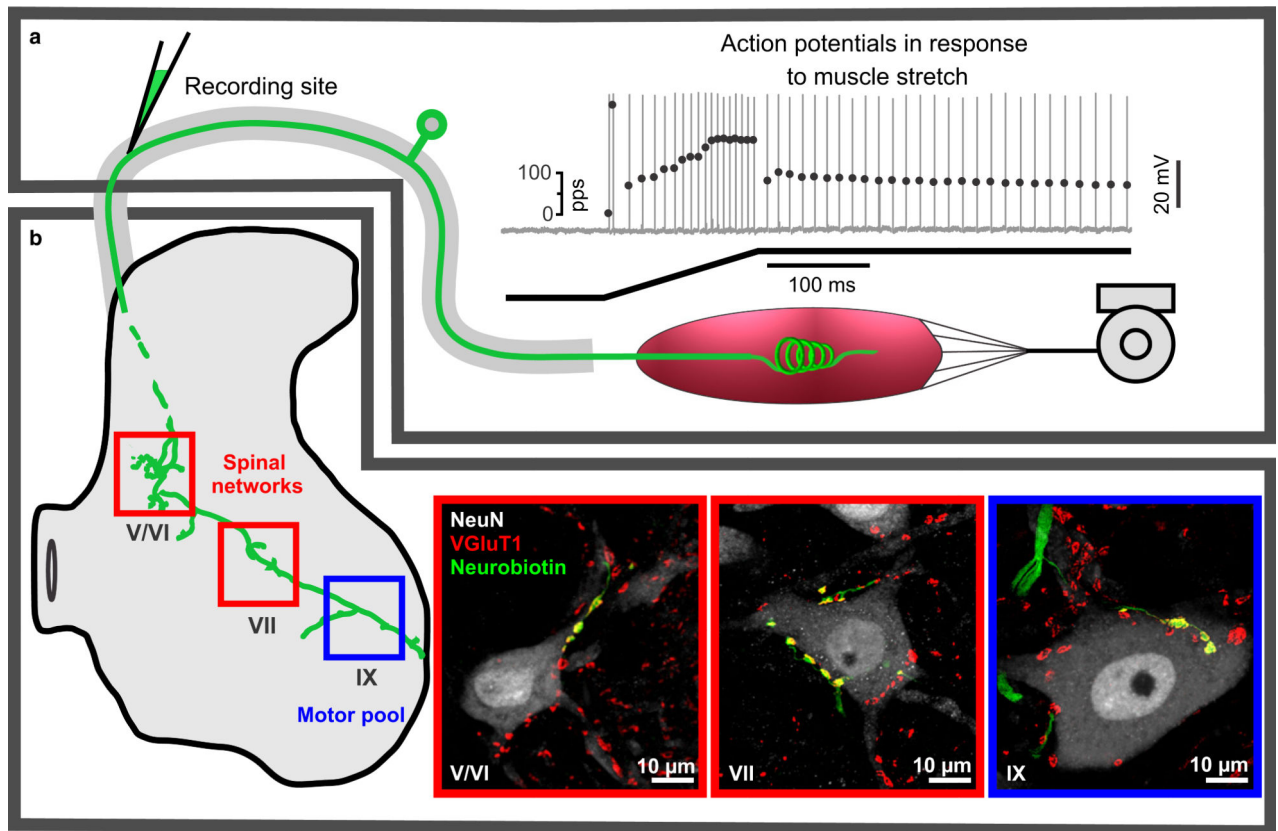 a
Recording site
Action potentials in response
to muscle stretch
100
0
pps
20 mV
100 ms
b
Spinal
networks
V/VI
VII
IX
Motor pool
NeuN
VGluT1
Neurobiotin
V/VI
10 µm
VII
10 µm
IX
10 µm